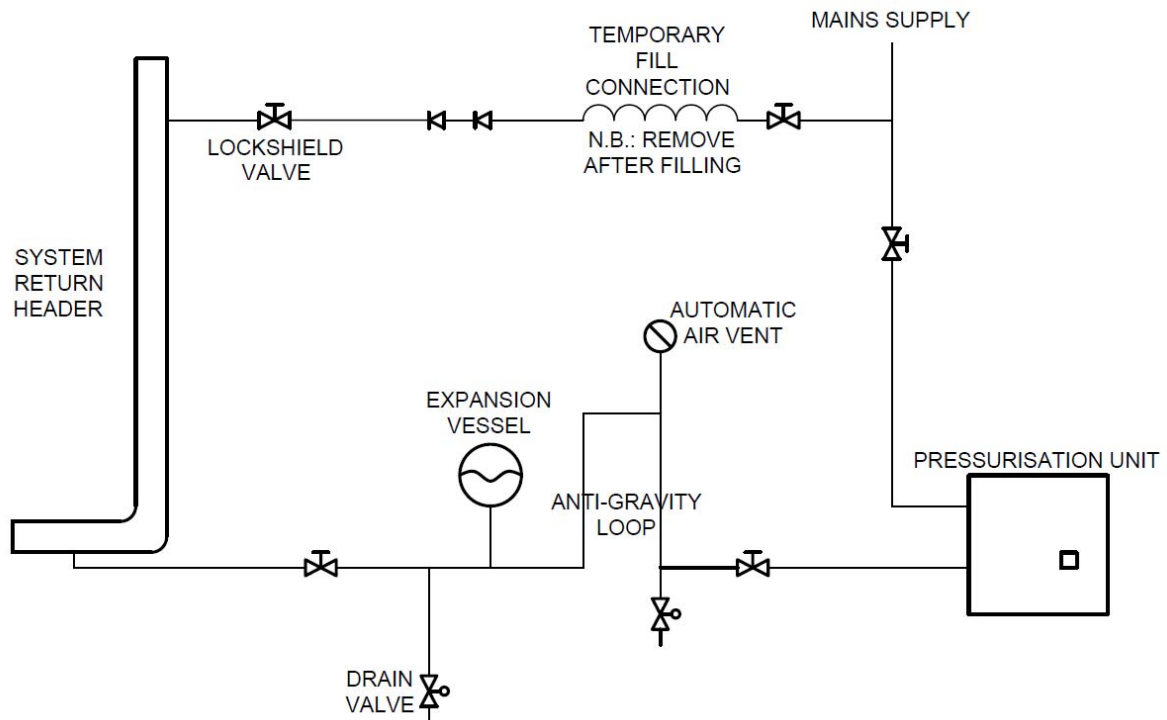 MAINS SUPPLY
TEMPORARY
FILL
CONNECTION
N.B.: REMOVE
AFTER FILLING
LOCKSHIELD
VALVE
SYSTEM
RETURN
HEADER
AUTOMATIC
AIR VENT
EXPANSION
VESSEL
ANTI-GRAVITY
LOOP
PRESSURISATION UNIT
DRAIN
VALVE